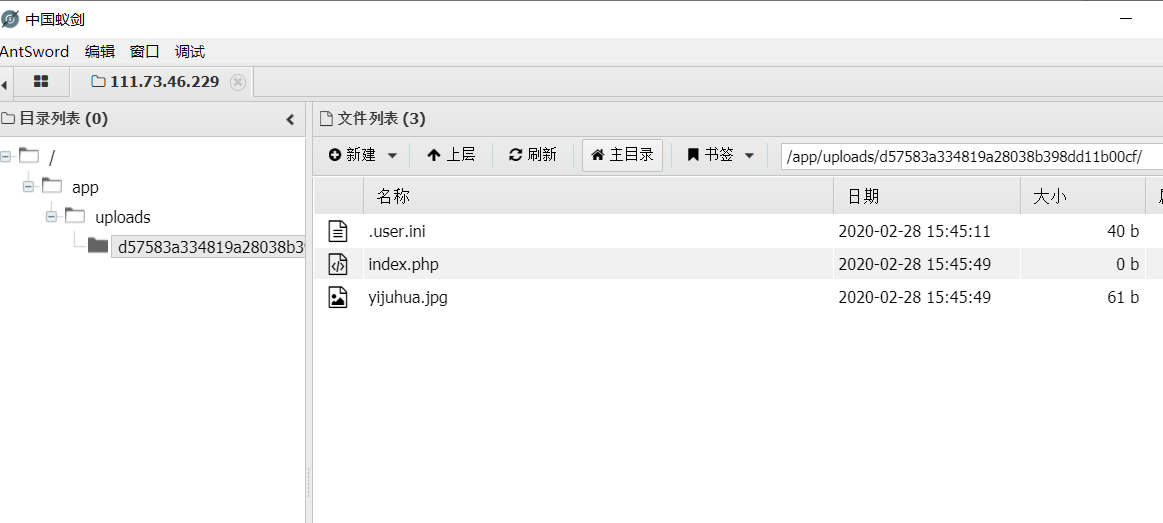 中国蚁剑
AntSword 编辑 窗口 调试
111.73.46.229
目录列表 (0)
文件列表 (3)
新建 上层 刷新 主目录 书签 /app/uploads/d57583a334819a28038b398dd11b00cf/
/
app
uploads
d57583a334819a28038b39
名称 日期 大小
.user.ini 2020-02-28 15:45:11 40 b
index.php 2020-02-28 15:45:49 0 b
yijuhua.jpg 2020-02-28 15:45:49 61 b